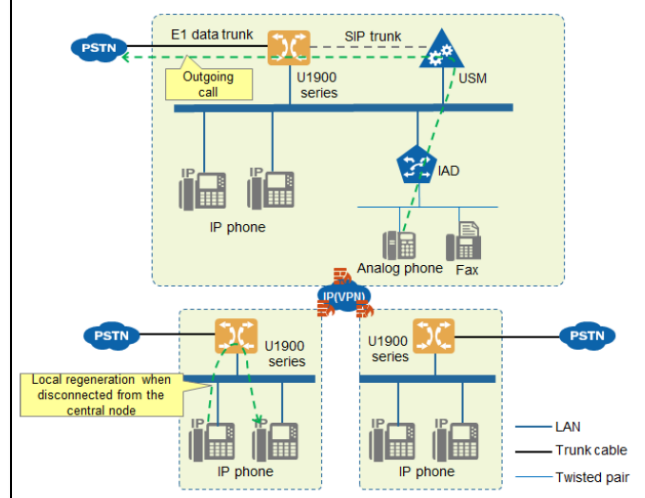 E1 data trunk
SIP trunk
PSTN
Outgoing
call
U1900
series
USM
IP
IP
IP phone
IAD
Analog phone
Fax
IP(VPN)
PSTN
U1900
series
Local regeneration when
disconnected from the
central node
IP
IP
IP phone
U1900
series
PSTN
IP
IP
IP phone
LAN
Trunk cable
Twisted pair